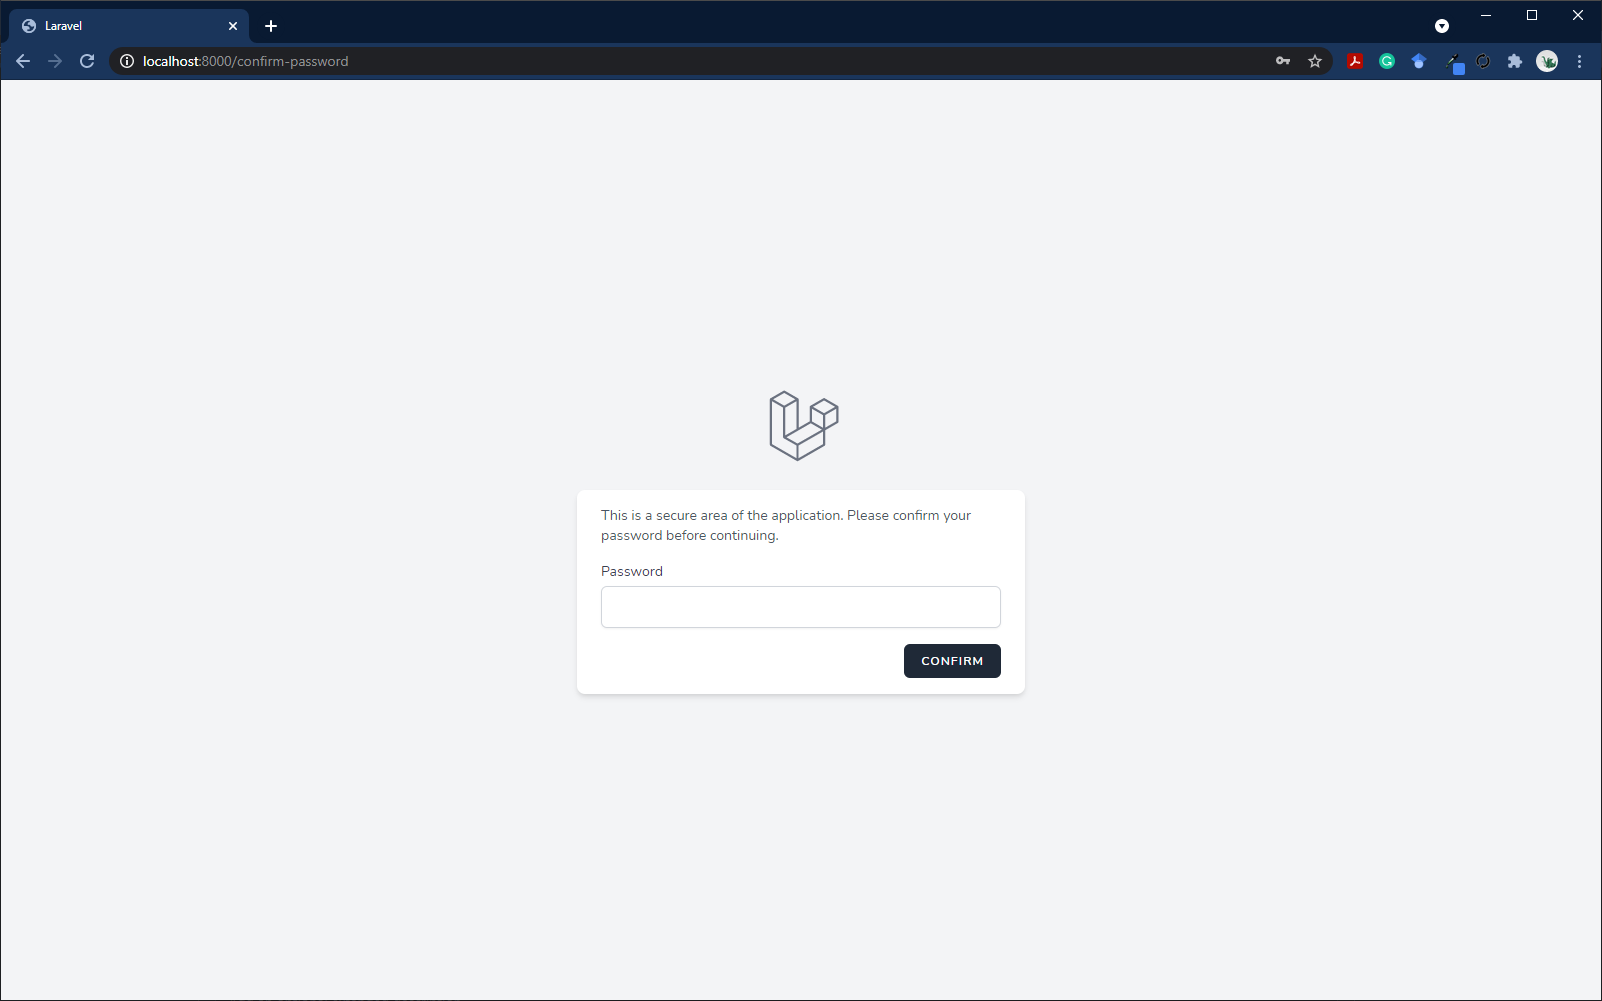 Laravel
localhost:8000/confirm-password
This is a secure area of the application. Please confirm your
password before continuing.
Password
CONFIRM